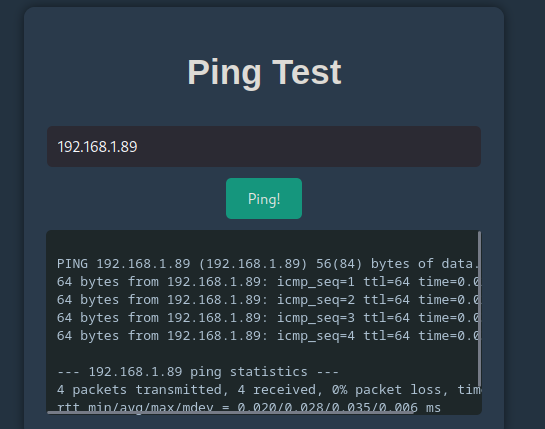 Ping Test
192.168.1.89
Ping!
PING 192.168.1.89 (192.168.1.89) 56(84) bytes of data.
64 bytes from 192.168.1.89: icmp_seq=1 ttl=64 time=0.0
64 bytes from 192.168.1.89: icmp_seq=2 ttl=64 time=0.0
64 bytes from 192.168.1.89: icmp_seq=3 ttl=64 time=0.0
64 bytes from 192.168.1.89: icmp_seq=4 ttl=64 time=0.0
--- 192.168.1.89 ping statistics ---
4 packets transmitted, 4 received, 0% packet loss, tim
rtt min/avg/max/mdev = 0.020/0.028/0.035/0.006 ms